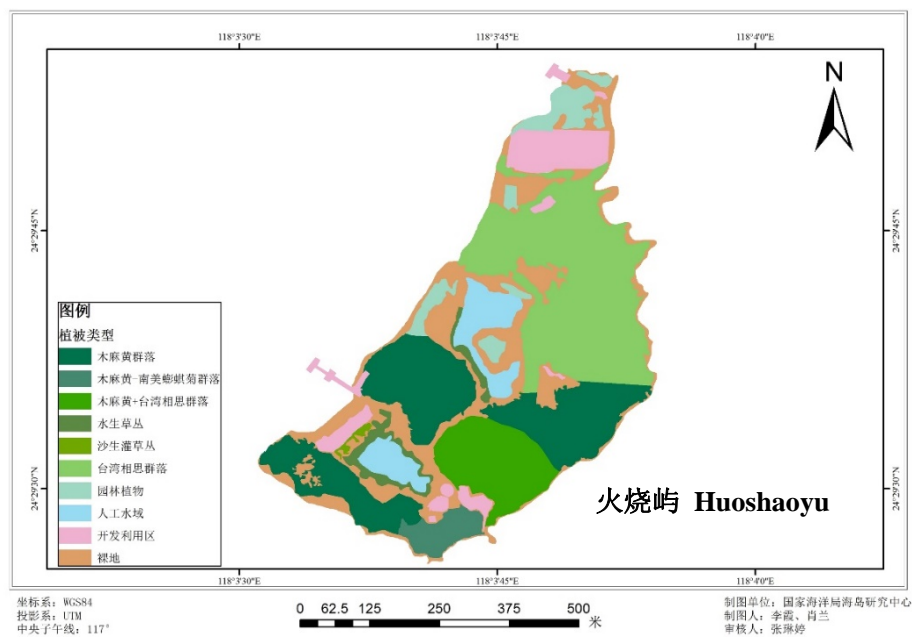 118°3′30″E 118°3′45″E 118°4′0″E
N
24°29′45″N 24°29′45″N
图例
植被类型
木麻黄群落
木麻黄-南美蟛蜞菊群落
木麻黄+台湾相思群落
水生草丛
沙生灌草丛
台湾相思群落
园林植物
人工水域
开发利用区
裸地
24°29′30″N 24°29′30″N
火烧屿 Huoshaoyu
118°3′30″E 118°3′45″E 118°4′0″E
坐标系: WGS84
投影系: UTM
中央子午线: 117°
0 62.5 125 250 375 500
米
制图单位: 国家海洋局海岛研究中心
制图人: 李霞、肖兰
审核人: 张琳婷